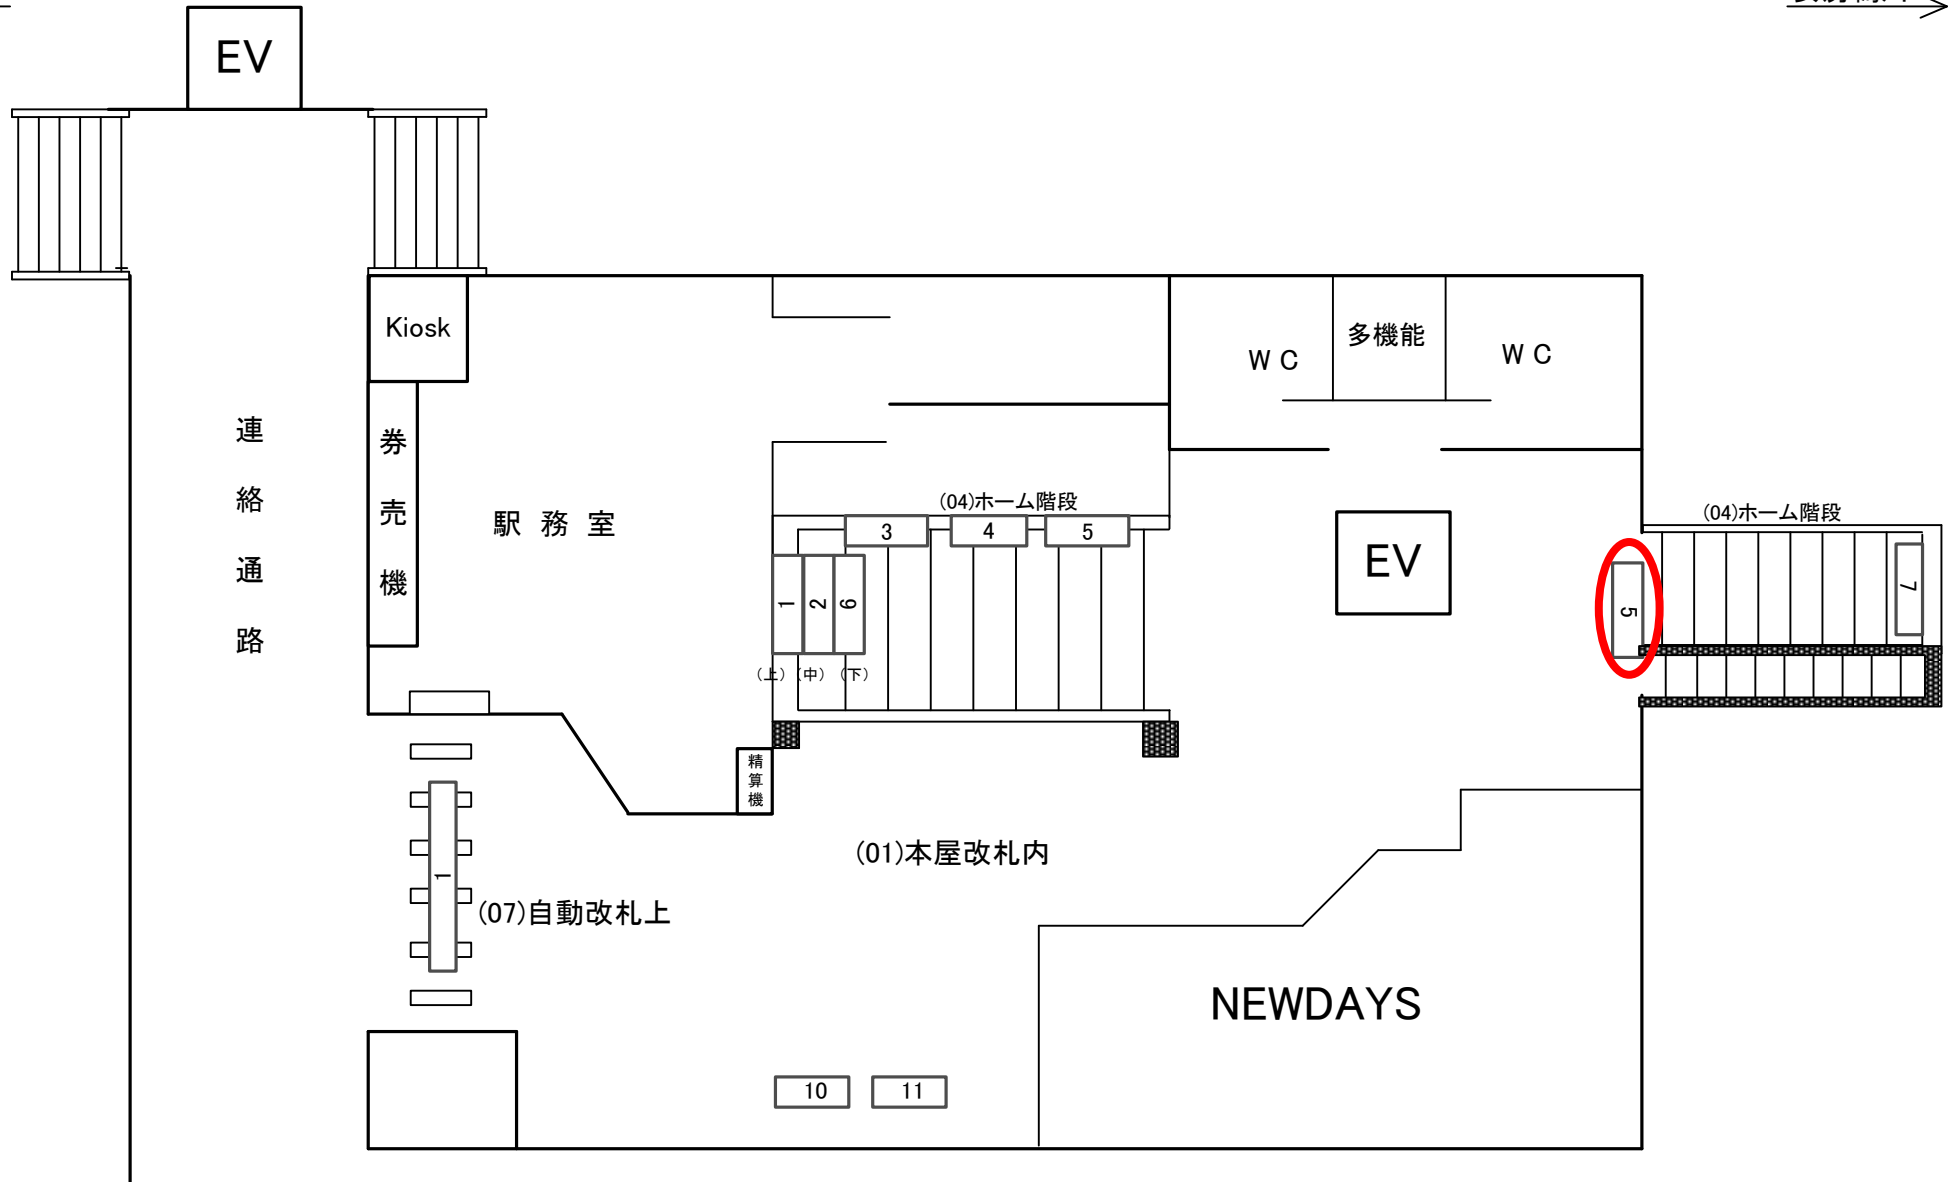 EV
Kiosk
多機能
W C
W C
連絡通路
券売機
駅務室
(04)ホーム階段
(04)ホーム階段
3
4
5
EV
1
2
6
5
7
(上)
(中)
(下)
精算機
(01)本屋改札内
1
(07)自動改札上
NEWDAYS
10
11